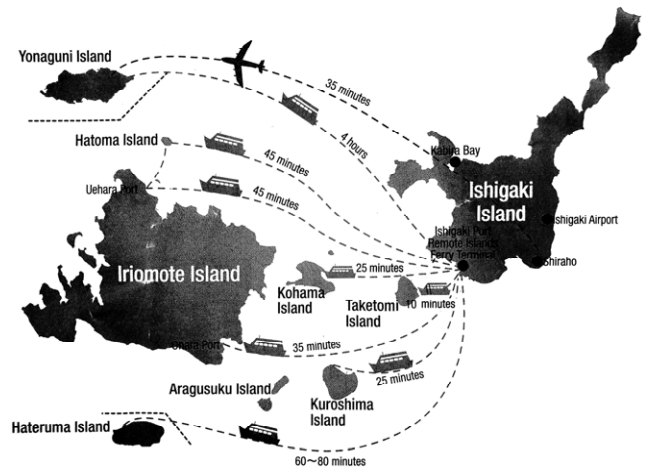 Yonaguni Island
35 minutes
4 hours
Hatoma Island
45 minutes
Kabira Bay
Uehara Port
45 minutes
Ishigaki
Island
Ishigaki Airport
Ishigaki Port
Remote Islands
Ferry Terminal
Shiraho
Iriomote Island
25 minutes
Kohama
Island
Taketomi
Island
10 minutes
Ohara Port
35 minutes
25 minutes
Aragusuku Island
Kuroshima
Island
Hateruma Island
60～80 minutes